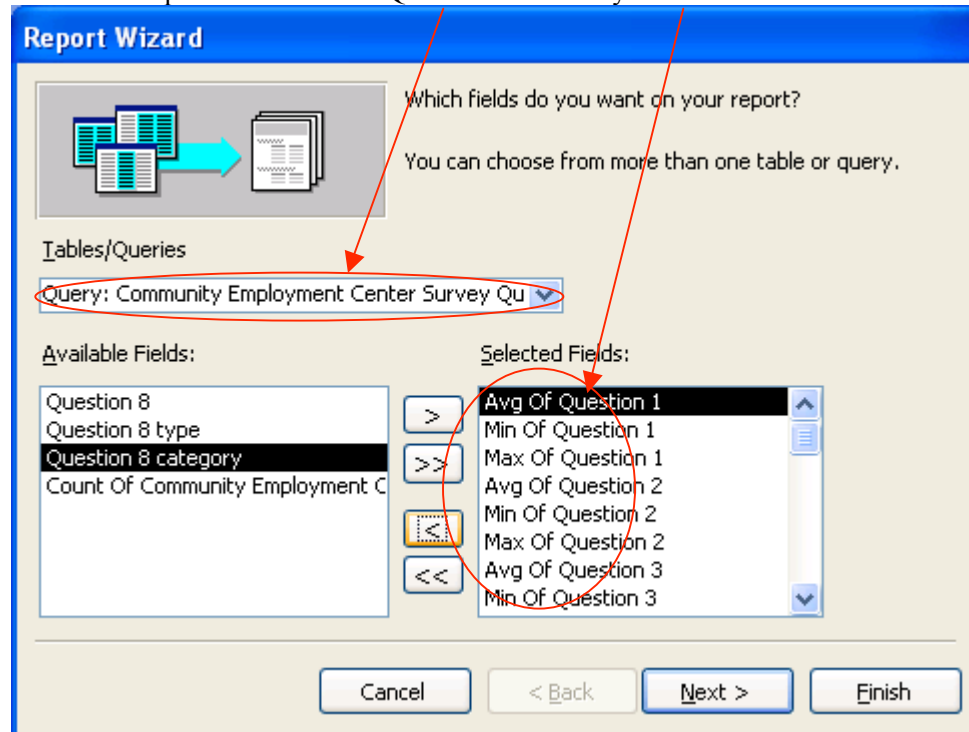 Report Wizard
Which fields do you want on your report?
You can choose from more than one table or query.
Tables/Queries
Query: Community Employment Center Survey Qu
Available Fields:
Selected Fields:
Question 8
Question 8 type
Question 8 category
Count Of Community Employment C
>
>>
<
<<
Avg Of Question 1
Min Of Question 1
Max Of Question 1
Avg Of Question 2
Min Of Question 2
Max Of Question 2
Avg Of Question 3
Min Of Question 3
Cancel
< Back
Next >
Finish